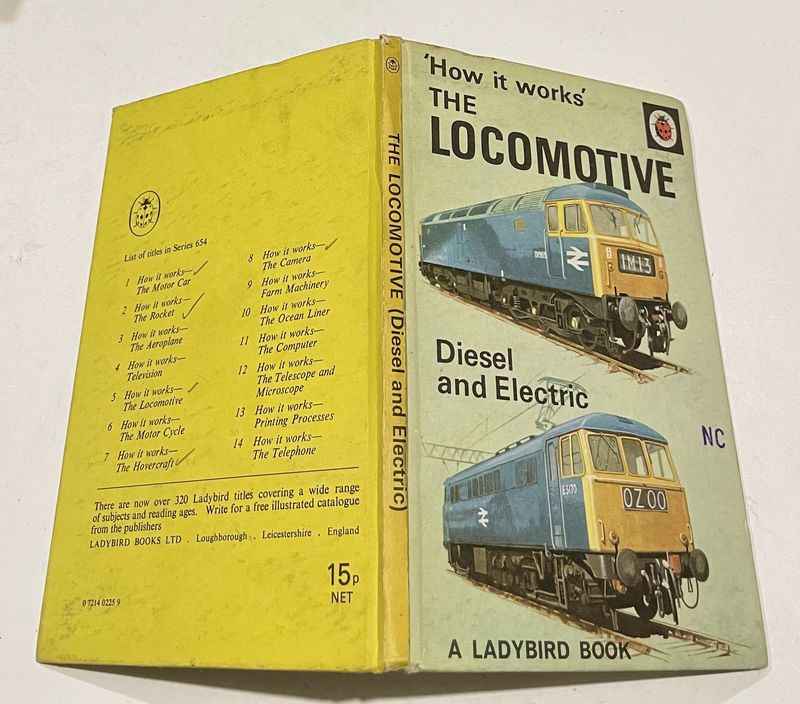 List of titles in Series 654
1 How it works—
The Motor Car
2 How it works—
The Rocket
3 How it works—
The Aeroplane
4 How it works—
Television
5 How it works—
The Locomotive
6 How it works—
The Motor Cycle
7 How it works—
The Hovercraft
8 How it works—
The Camera
9 How it works—
Farm Machinery
10 How it works—
The Ocean Liner
11 How it works—
The Computer
12 How it works—
The Telescope and
Microscope
13 How it works—
Printing Processes
14 How it works—
The Telephone
There are now over 320 Ladybird titles covering a wide range
of subjects and reading ages. Write for a free illustrated catalogue
from the publishers
LADYBIRD BOOKS LTD . Loughborough . Leicestershire . England
15p
NET
0 7214 0225 9
THE LOCOMOTIVE (Diesel and Electric)
'How it works'
THE
LOCOMOTIVE
1M13
Diesel
and Electric
E3170
0Z00
NC
A LADYBIRD BOOK